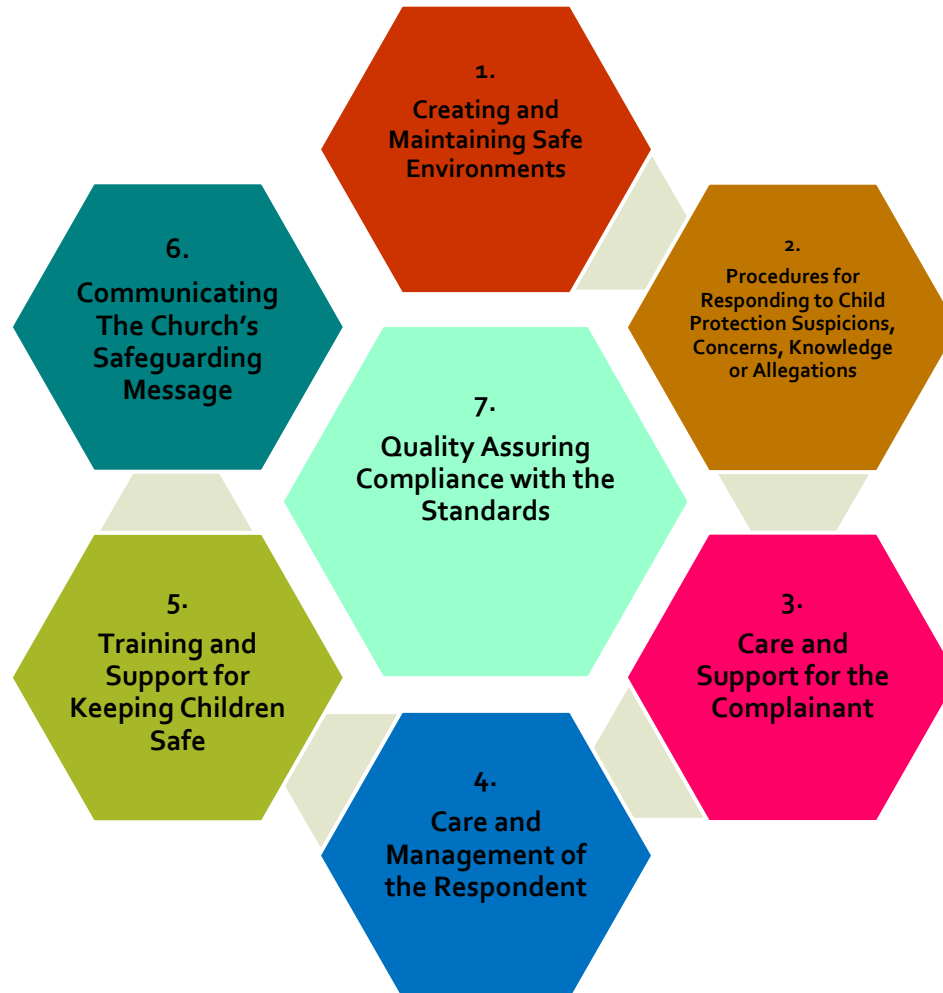 1.
Creating and
Maintaining Safe
Environments
2.
Procedures for
Responding to Child
Protection Suspicions,
Concerns, Knowledge
or Allegations
3.
Care and
Support for the
Complainant
4.
Care and
Management of
the Respondent
5.
Training and
Support for
Keeping Children
Safe
6.
Communicating
The Church's
Safeguarding
Message
7.
Quality Assuring
Compliance with the
Standards